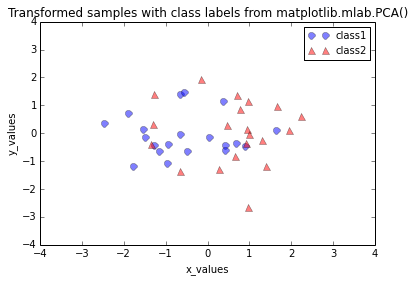 Transformed samples with class labels from matplotlib.mlab.PCA()
4
3
2
1
0
−1
−2
−3
−4
y_values
class1
class2
−4 −3 −2 −1 0 1 2 3 4
x_values